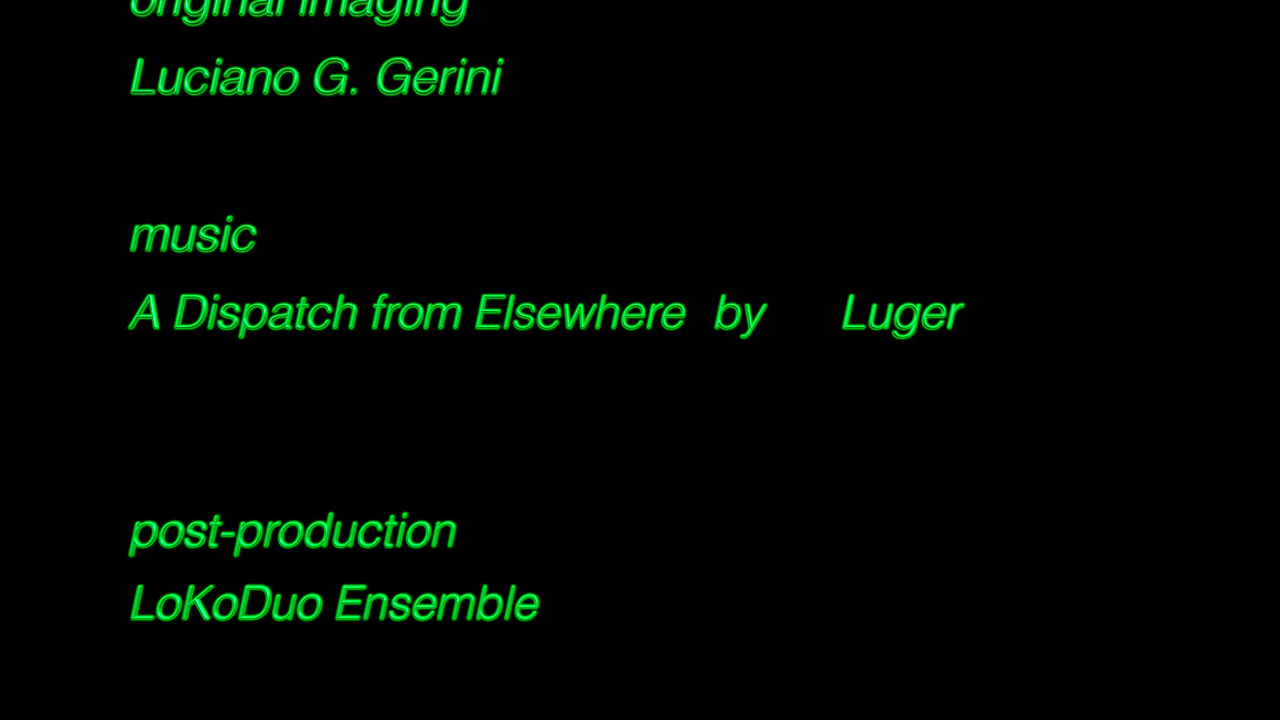 original imaging
Luciano G. Gerini
music
A Dispatch from Elsewhere by Luger
post-production
LoKoDuo Ensemble